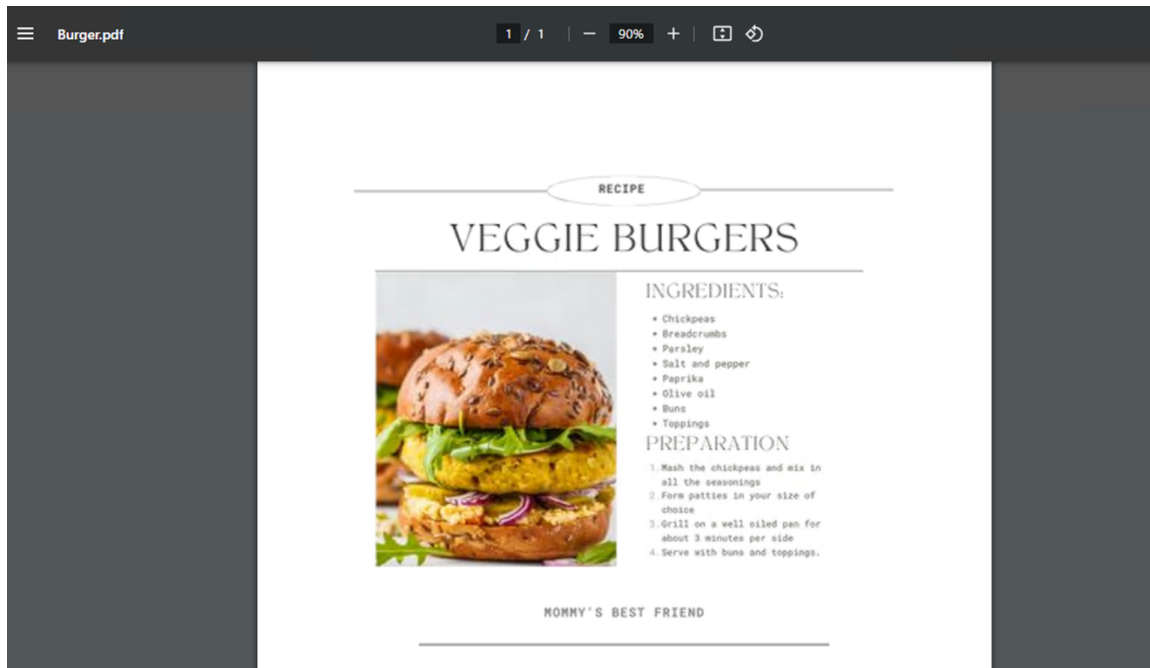 Burger.pdf
1 / 1
90%
RECIPE
VEGGIE BURGERS
INGREDIENTS:
• Chickpeas
• Breadcrumbs
• Parsley
• Salt and pepper
• Paprika
• Olive oil
• Buns
• Toppings
PREPARATION
1. Mash the chickpeas and mix in
all the seasonings
2. Form patties in your size of
choice
3. Grill on a well oiled pan for
about 3 minutes per side
4. Serve with buns and toppings.
MOMMY'S BEST FRIEND